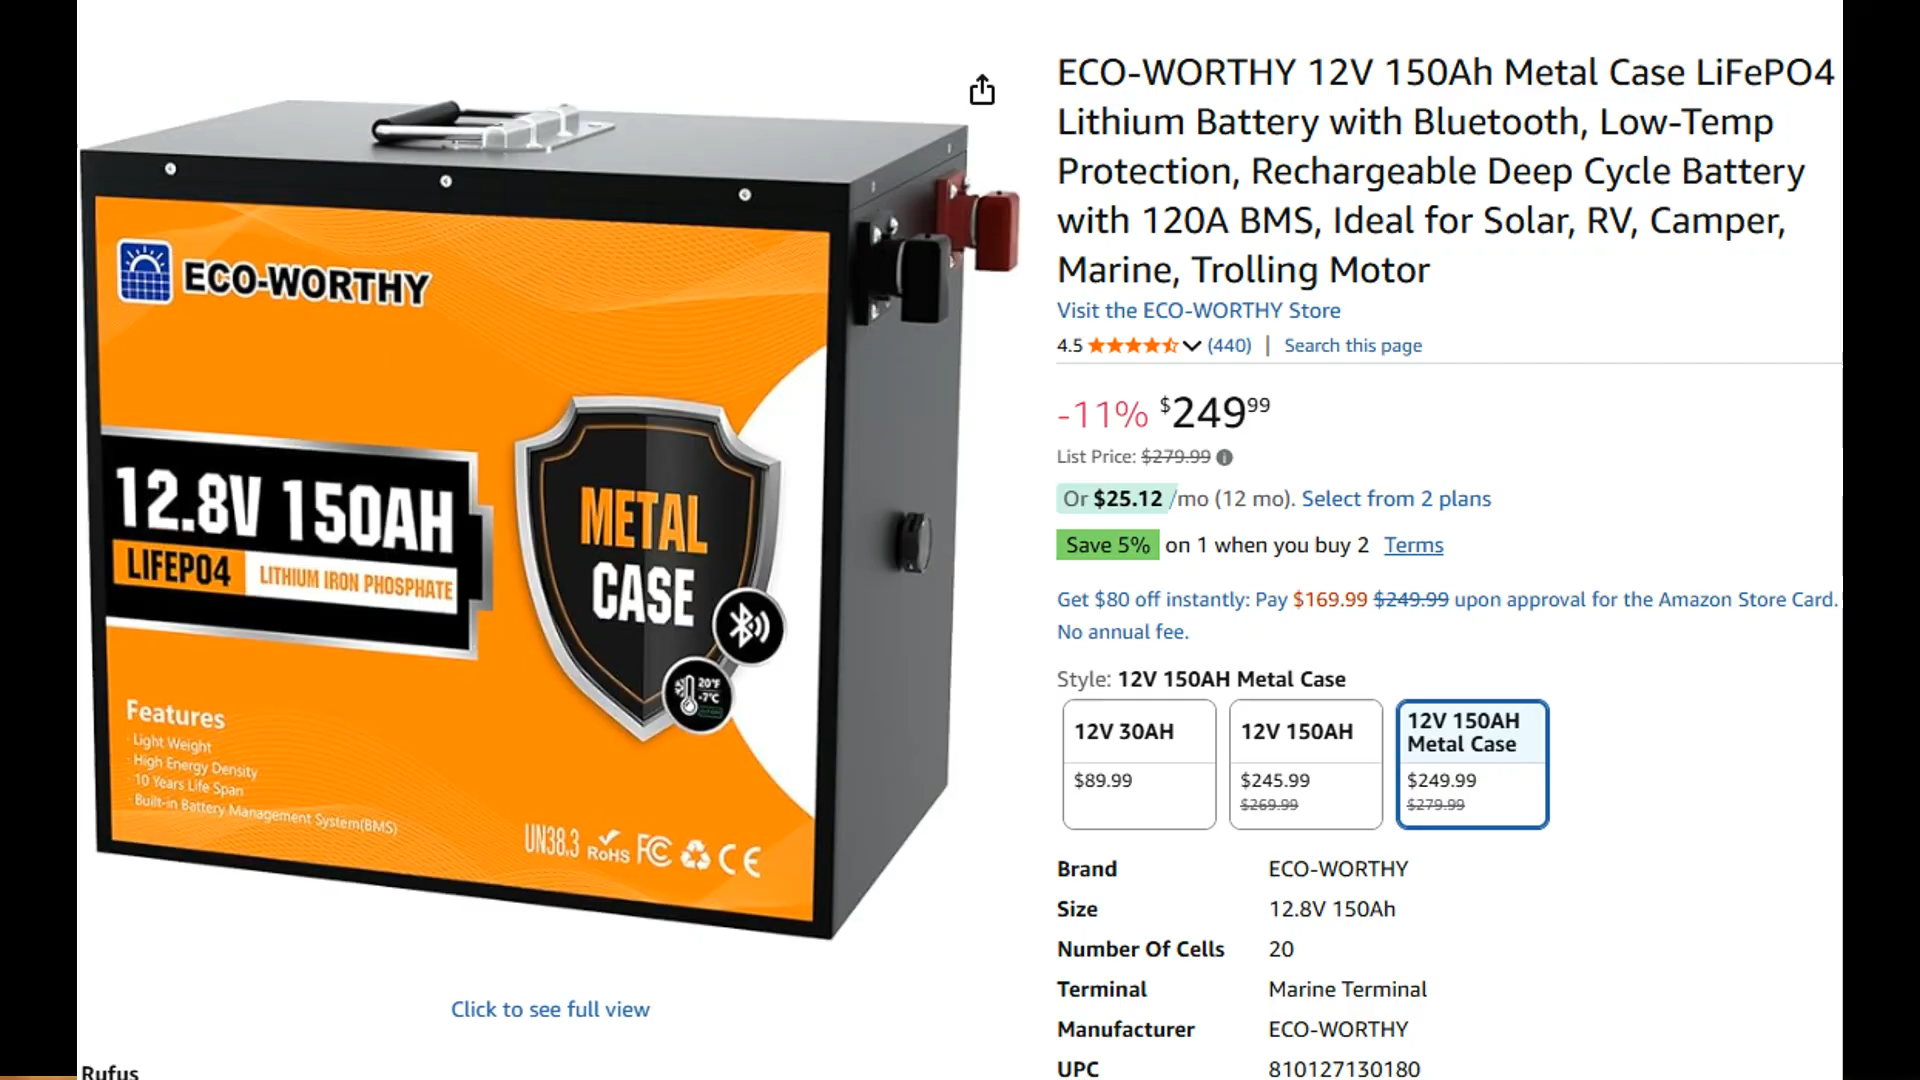 ECO-WORTHY
12.8V 150AH
LIFEPO4 LITHIUM IRON PHOSPHATE
METAL
CASE
20°F
-7°C
Features
· Light Weight
· High Energy Density
· 10 Years Life Span
· Built-in Battery Management System(BMS)
UN38.3 RoHS FC CE
Click to see full view
Rufus
ECO-WORTHY 12V 150Ah Metal Case LiFePO4
Lithium Battery with Bluetooth, Low-Temp
Protection, Rechargeable Deep Cycle Battery
with 120A BMS, Ideal for Solar, RV, Camper,
Marine, Trolling Motor
Visit the ECO-WORTHY Store
4.5 (440) | Search this page
-11% $24999
List Price: $279.99
Or $25.12 /mo (12 mo). Select from 2 plans
Save 5% on 1 when you buy 2 Terms
Get $80 off instantly: Pay $169.99 $249.99 upon approval for the Amazon Store Card.
No annual fee.
Style: 12V 150AH Metal Case
12V 30AH
$89.99
12V 150AH
$245.99
$269.99
12V 150AH
Metal Case
$249.99
$279.99
Brand ECO-WORTHY
Size 12.8V 150Ah
Number Of Cells 20
Terminal Marine Terminal
Manufacturer ECO-WORTHY
UPC 810127130180